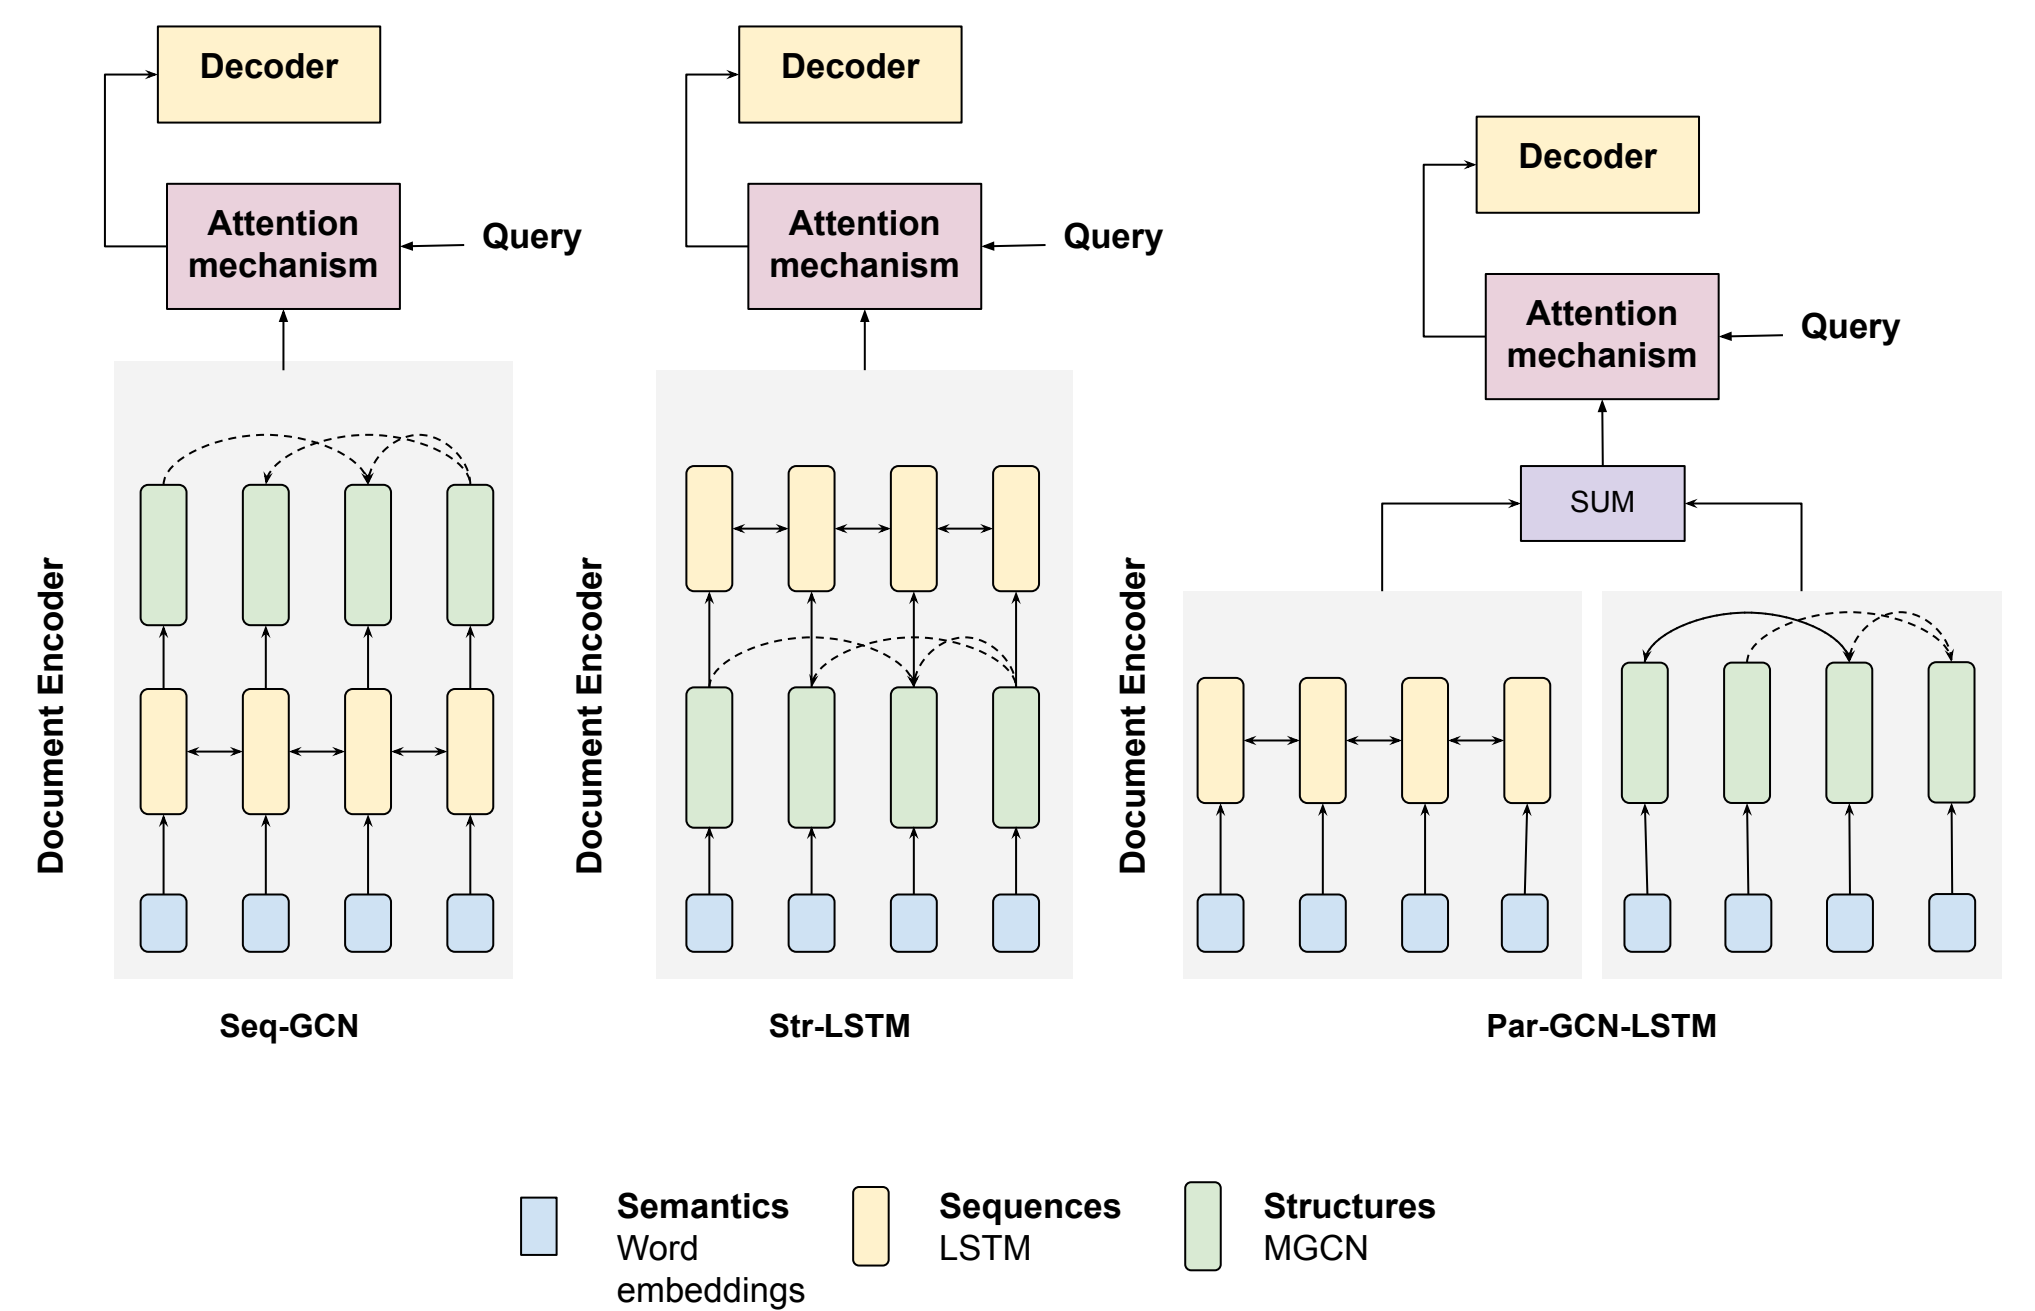 Decoder
Attention
mechanism
Query
Document Encoder
Seq-GCN
Decoder
Attention
mechanism
Query
Document Encoder
Str-LSTM
Decoder
Attention
mechanism
Query
SUM
Document Encoder
Par-GCN-LSTM
Semantics
Word
embeddings
Sequences
LSTM
Structures
MGCN